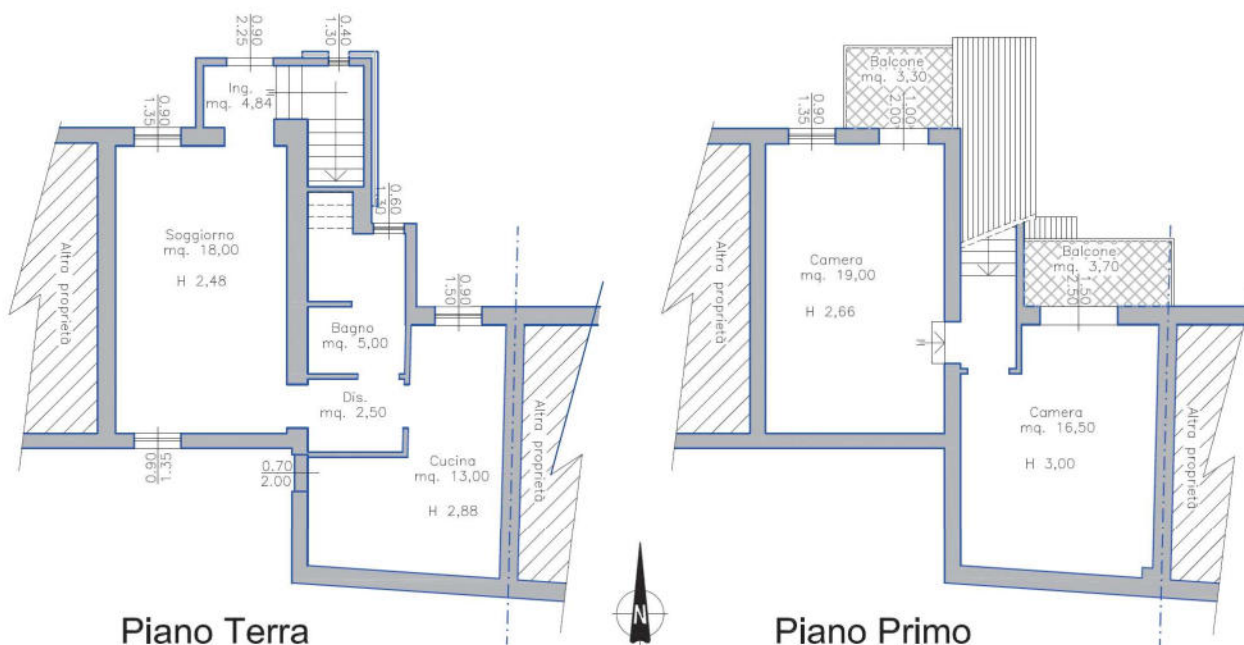 0.90
2.25
0.40
1.30
Ing.
mq. 4,84
0.90
1.35
0.60
1.30
Soggiorno
mq. 18,00
H 2,48
Altra proprietà
0.90
1.50
Bagno
mq. 5,00
Dis.
mq. 2,50
Altra proprietà
Cucina
mq. 13,00
H 2,88
0.70
2.00
1.35
0.90
Piano Terra
N
Balcone
mq. 3,30
0.90
1.35
1.00
2.00
Altra proprietà
Camera
mq. 19,00
H 2,66
Balcone
mq. 3,70
1.50
2.50
Camera
mq. 16,50
H 3,00
Altra proprietà
Piano Primo